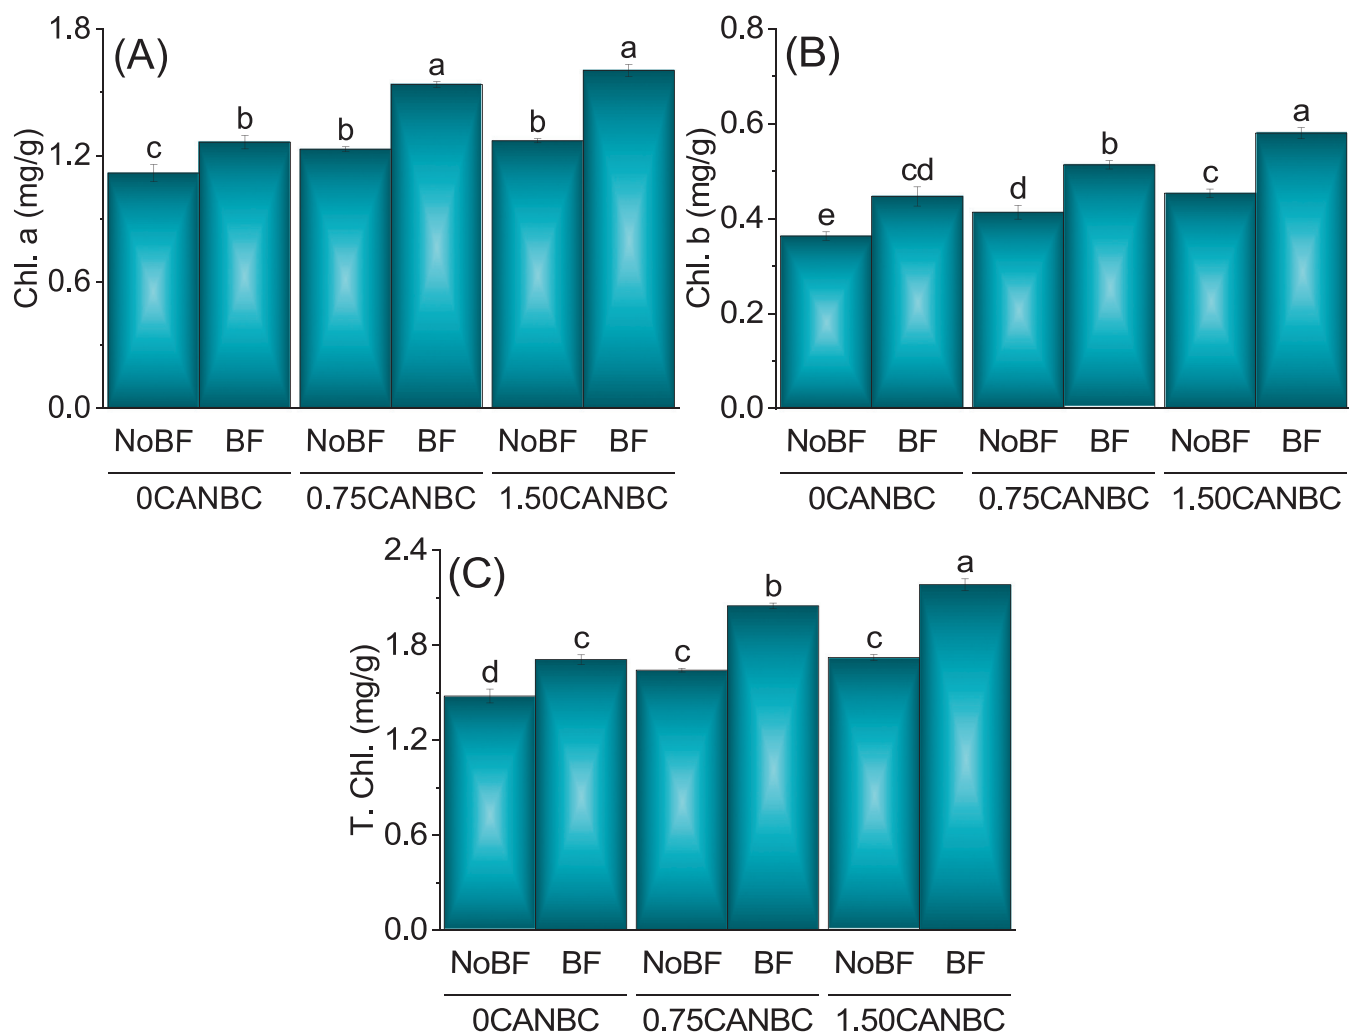 (A)
Chl. a (mg/g)
1.8
1.2
0.6
0.0
c
b
b
a
b
a
NoBF BF NoBF BF NoBF BF
0CANBC 0.75CANBC 1.50CANBC
(B)
Chl. b (mg/g)
0.8
0.6
0.4
0.2
0.0
e
cd
d
b
c
a
NoBF BF NoBF BF NoBF BF
0CANBC 0.75CANBC 1.50CANBC
(C)
T. Chl. (mg/g)
2.4
1.8
1.2
0.6
0.0
d
c
c
b
c
a
NoBF BF NoBF BF NoBF BF
0CANBC 0.75CANBC 1.50CANBC